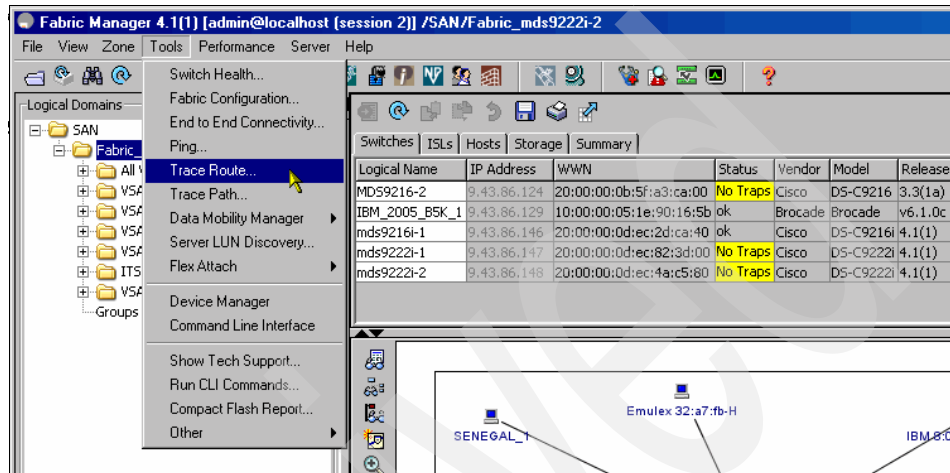 Fabric Manager 4.1(1) [admin@localhost (session 2)] /SAN/Fabric_mds9222i-2
File View Zone Tools Performance Server Help
Logical Domains
SAN
Fabric_
All V
VSA
VSA
VSA
VSA
ITS
VSA
Groups
Switch Health...
Fabric Configuration...
End to End Connectivity...
Ping...
Trace Route...
Trace Path...
Data Mobility Manager
Server LUN Discovery...
Flex Attach
Device Manager
Command Line Interface
Show Tech Support...
Run CLI Commands...
Compact Flash Report...
Other
Switches ISLs Hosts Storage Summary
Logical Name IP Address WWN Status Vendor Model Release
MDS9216-2 9.43.86.124 20:00:00:0b:5f:a3:ca:00 No Traps Cisco DS-C9216 3.3(1a)
IBM_2005_B5K_1 9.43.86.129 10:00:00:05:1e:90:16:5b ok Brocade Brocade v6.1.0c
mds9216i-1 9.43.86.146 20:00:00:0d:ec:2d:ca:40 ok Cisco DS-C9216i 4.1(1)
mds9222i-1 9.43.86.147 20:00:00:0d:ec:82:3d:00 No Traps Cisco DS-C9222i 4.1(1)
mds9222i-2 9.43.86.148 20:00:00:0d:ec:4a:c5:80 No Traps Cisco DS-C9222i 4.1(1)
Emulex 32:a7:fb-H
SENEGAL_1